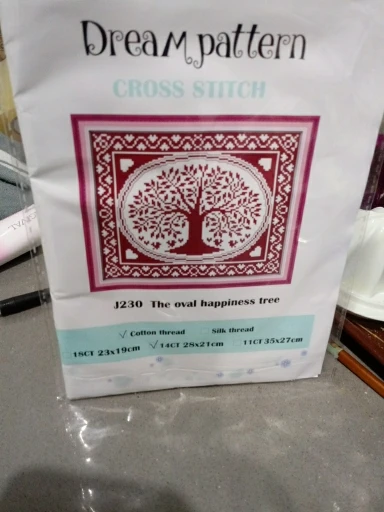 Dream pattern
CROSS STITCH
J230 The oval happiness tree
√ Cotton thread Silk thread
18CT 23x19cm √ 14CT 28x21cm 11CT 35x27cm